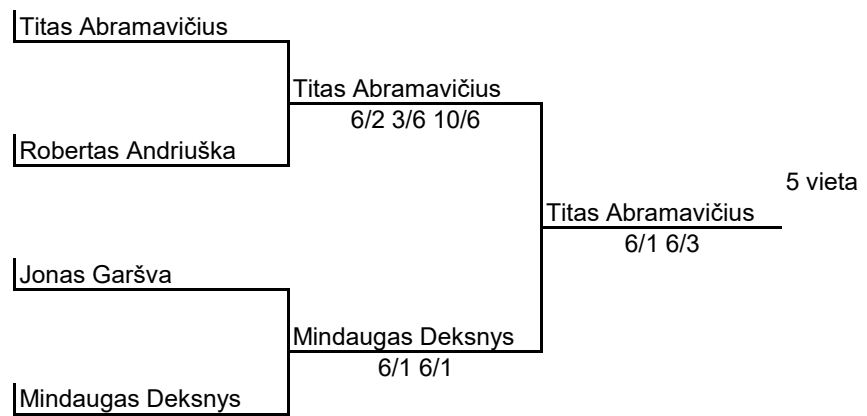 Titas Abramavičius
Titas Abramavičius
6/2 3/6 10/6
Robertas Andriuška
5 vieta
Titas Abramavičius
6/1 6/3
Jonas Garšva
Mindaugas Deksnys
6/1 6/1
Mindaugas Deksnys